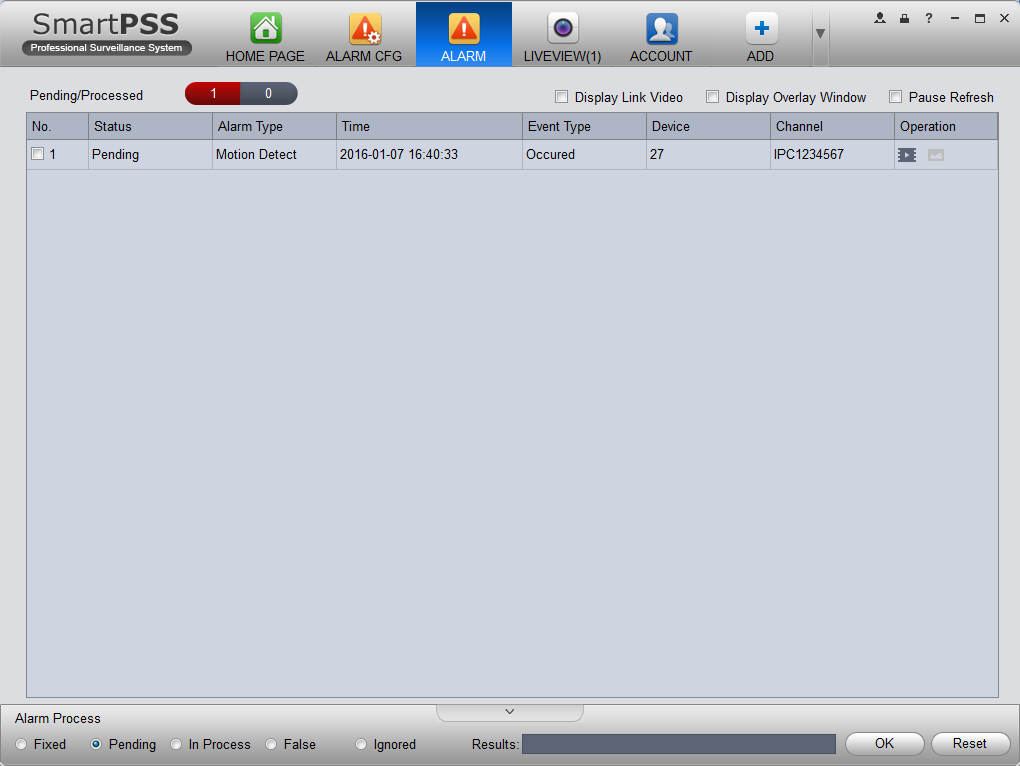 SmartPSS
Professional Surveillance System
HOME PAGE ALARM CFG ALARM LIVEVIEW(1) ACCOUNT ADD
?
Pending/Processed 1 0 Display Link Video Display Overlay Window Pause Refresh
No. Status Alarm Type Time Event Type Device Channel Operation
1 Pending Motion Detect 2016-01-07 16:40:33 Occured 27 IPC1234567
Alarm Process
Fixed Pending In Process False Ignored Results: OK Reset